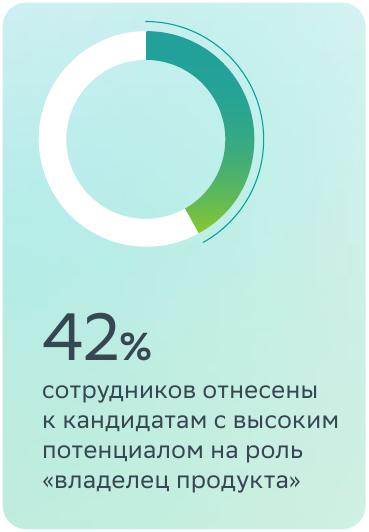 42%
сотрудников отнесены
к кандидатам с высоким
потенциалом на роль
«владелец продукта»